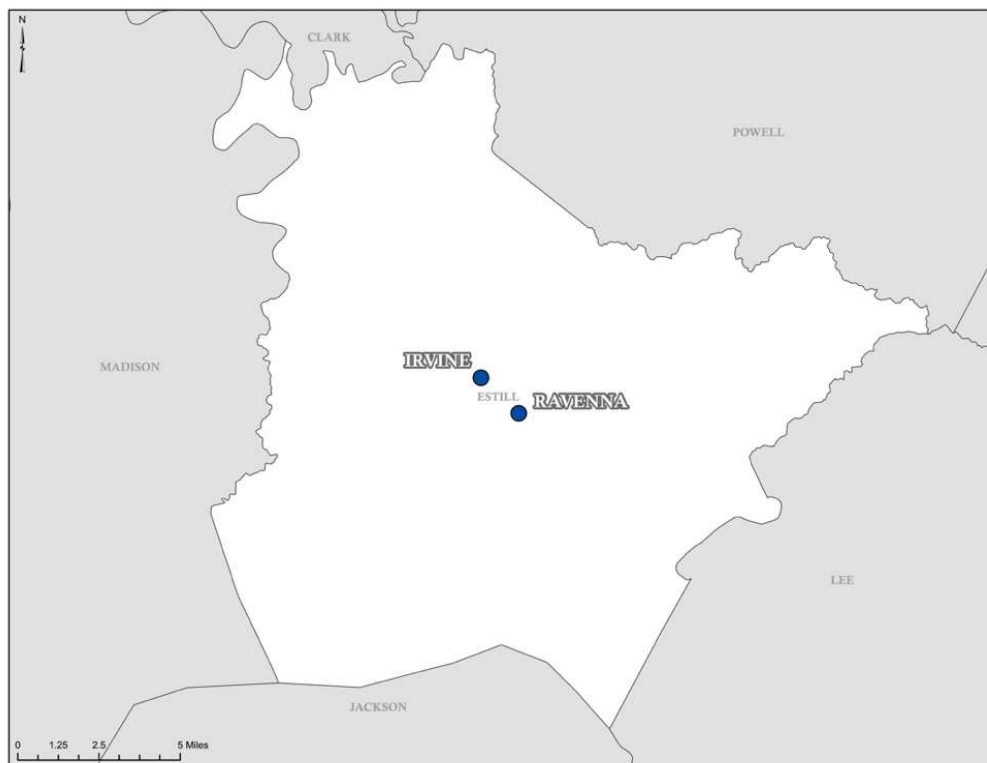 N
CLARK
POWELL
MADISON
IRVINE
ESTILL
RAVENNA
LEE
JACKSON
0 1.25 2.5 5 Miles